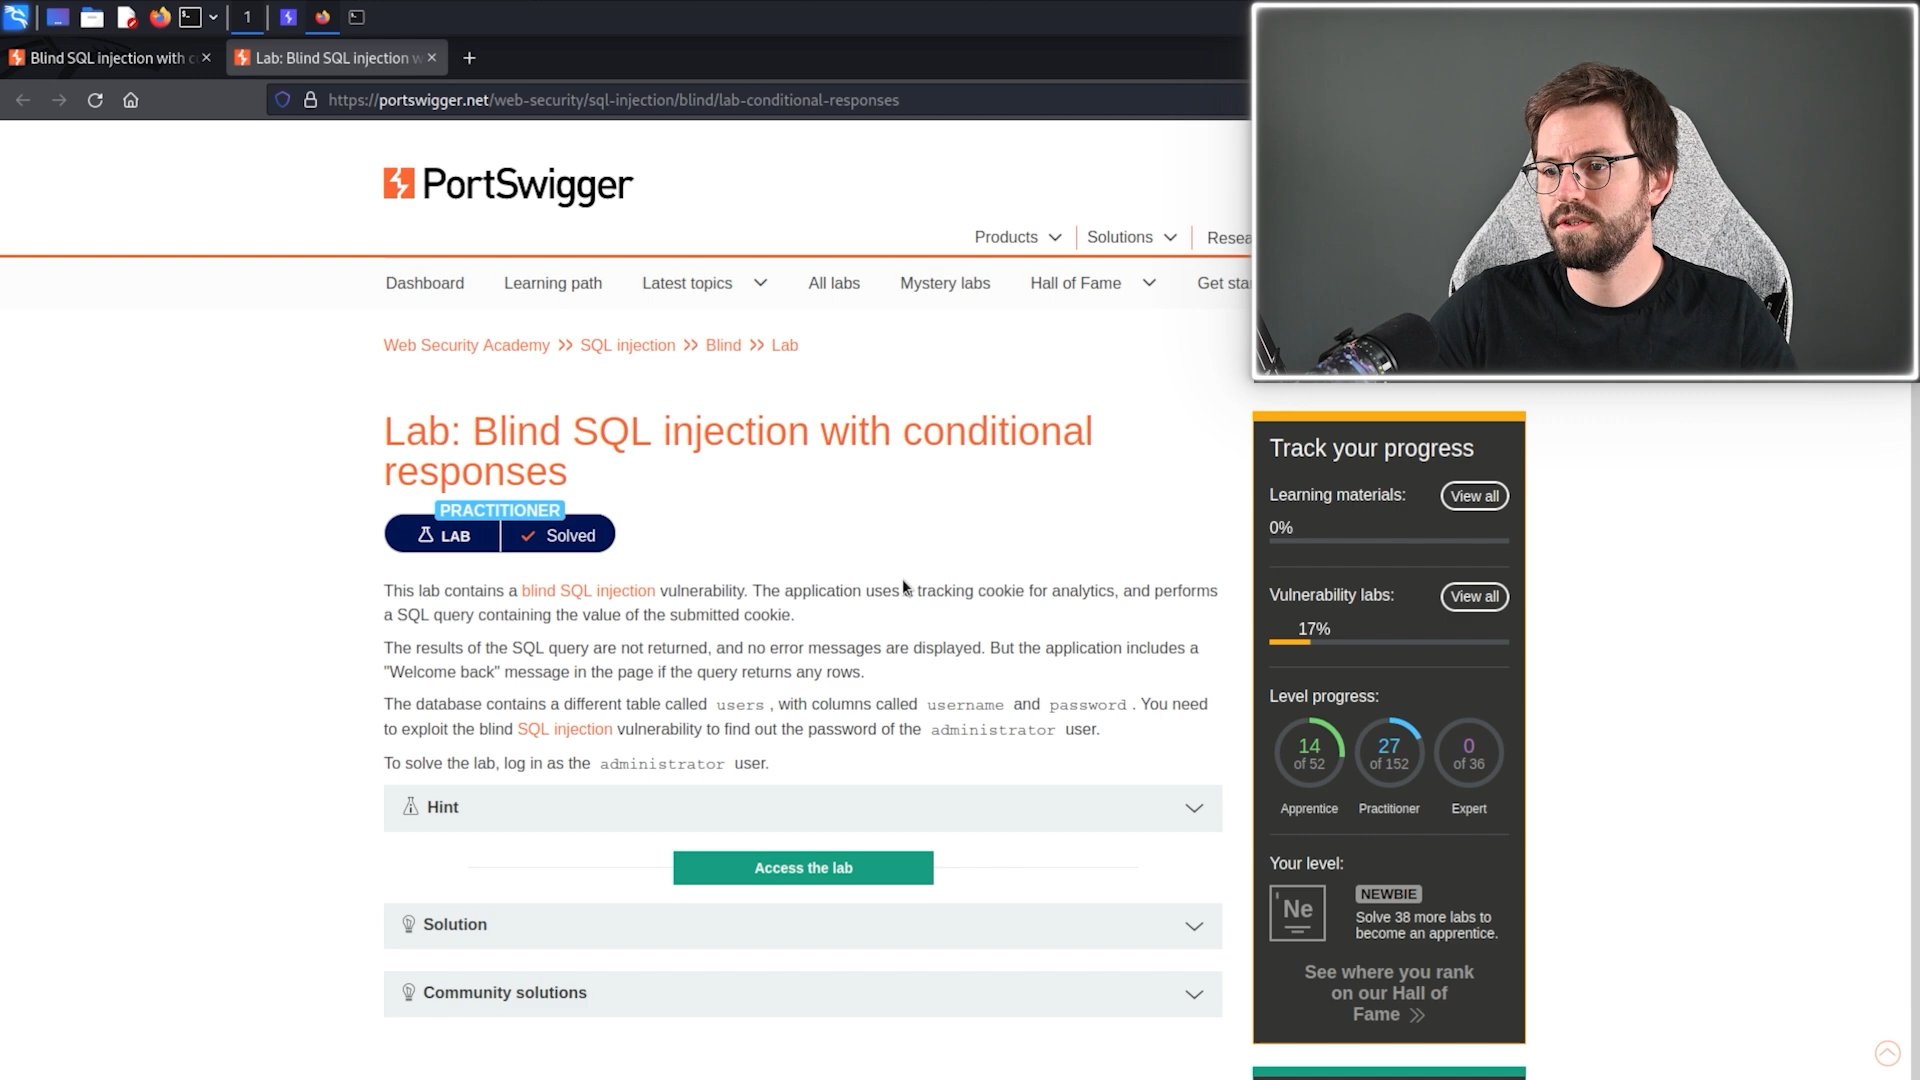 1
Blind SQL injection with c
Lab: Blind SQL injection w
https://portswigger.net/web-security/sql-injection/blind/lab-conditional-responses
PortSwigger
Products
Solutions
Resea
Dashboard
Learning path
Latest topics
All labs
Mystery labs
Hall of Fame
Get sta
Web Security Academy >> SQL injection >> Blind >> Lab
Lab: Blind SQL injection with conditional
responses
PRACTITIONER
LAB
Solved
This lab contains a blind SQL injection vulnerability. The application uses a tracking cookie for analytics, and performs
a SQL query containing the value of the submitted cookie.
The results of the SQL query are not returned, and no error messages are displayed. But the application includes a
"Welcome back" message in the page if the query returns any rows.
The database contains a different table called users, with columns called username and password. You need
to exploit the blind SQL injection vulnerability to find out the password of the administrator user.
To solve the lab, log in as the administrator user.
Hint
Access the lab
Solution
Community solutions
Track your progress
Learning materials:
View all
0%
Vulnerability labs:
View all
17%
Level progress:
14
of 52
27
of 152
0
of 36
Apprentice
Practitioner
Expert
Your level:
Ne
NEWBIE
Solve 38 more labs to
become an apprentice.
See where you rank
on our Hall of
Fame >>